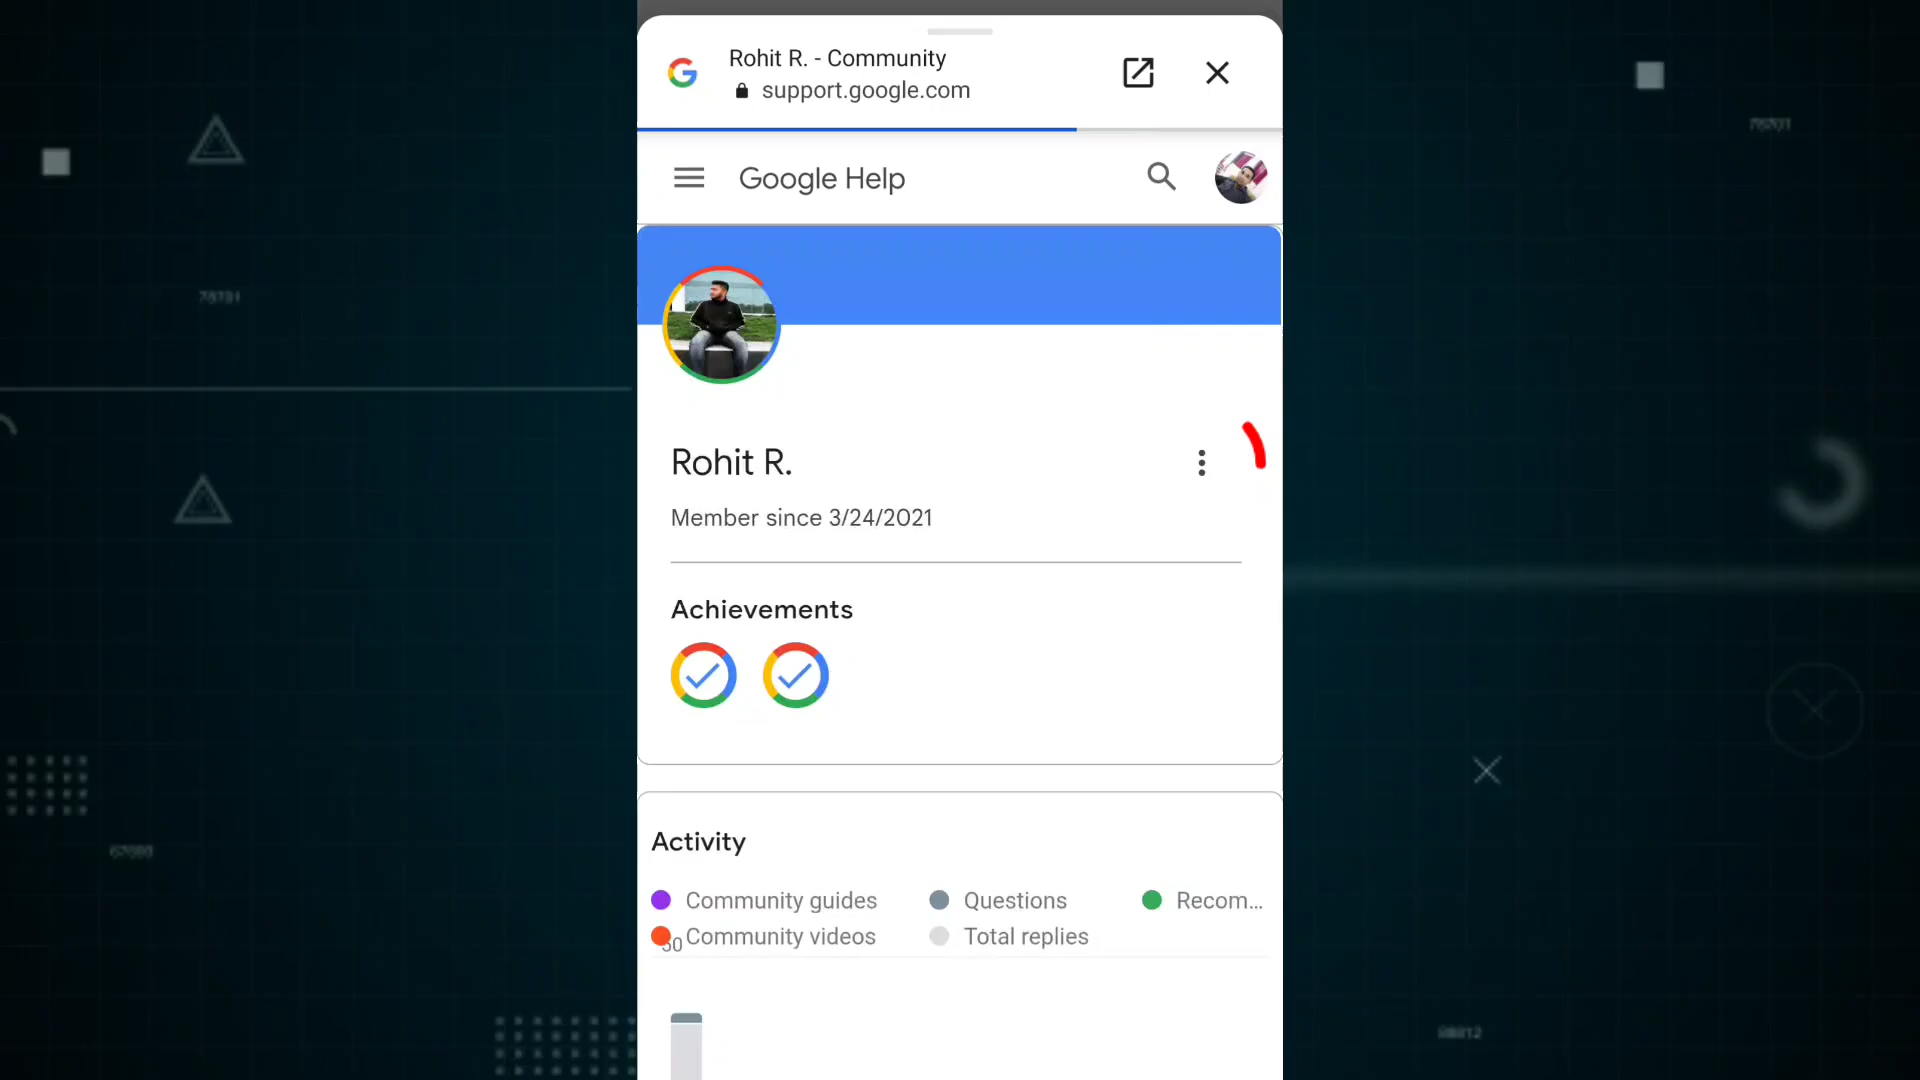 Rohit R. - Community
support.google.com
Google Help
Rohit R.
Member since 3/24/2021
Achievements
Activity
Community guides
Questions
Recom...
Community videos
Total replies